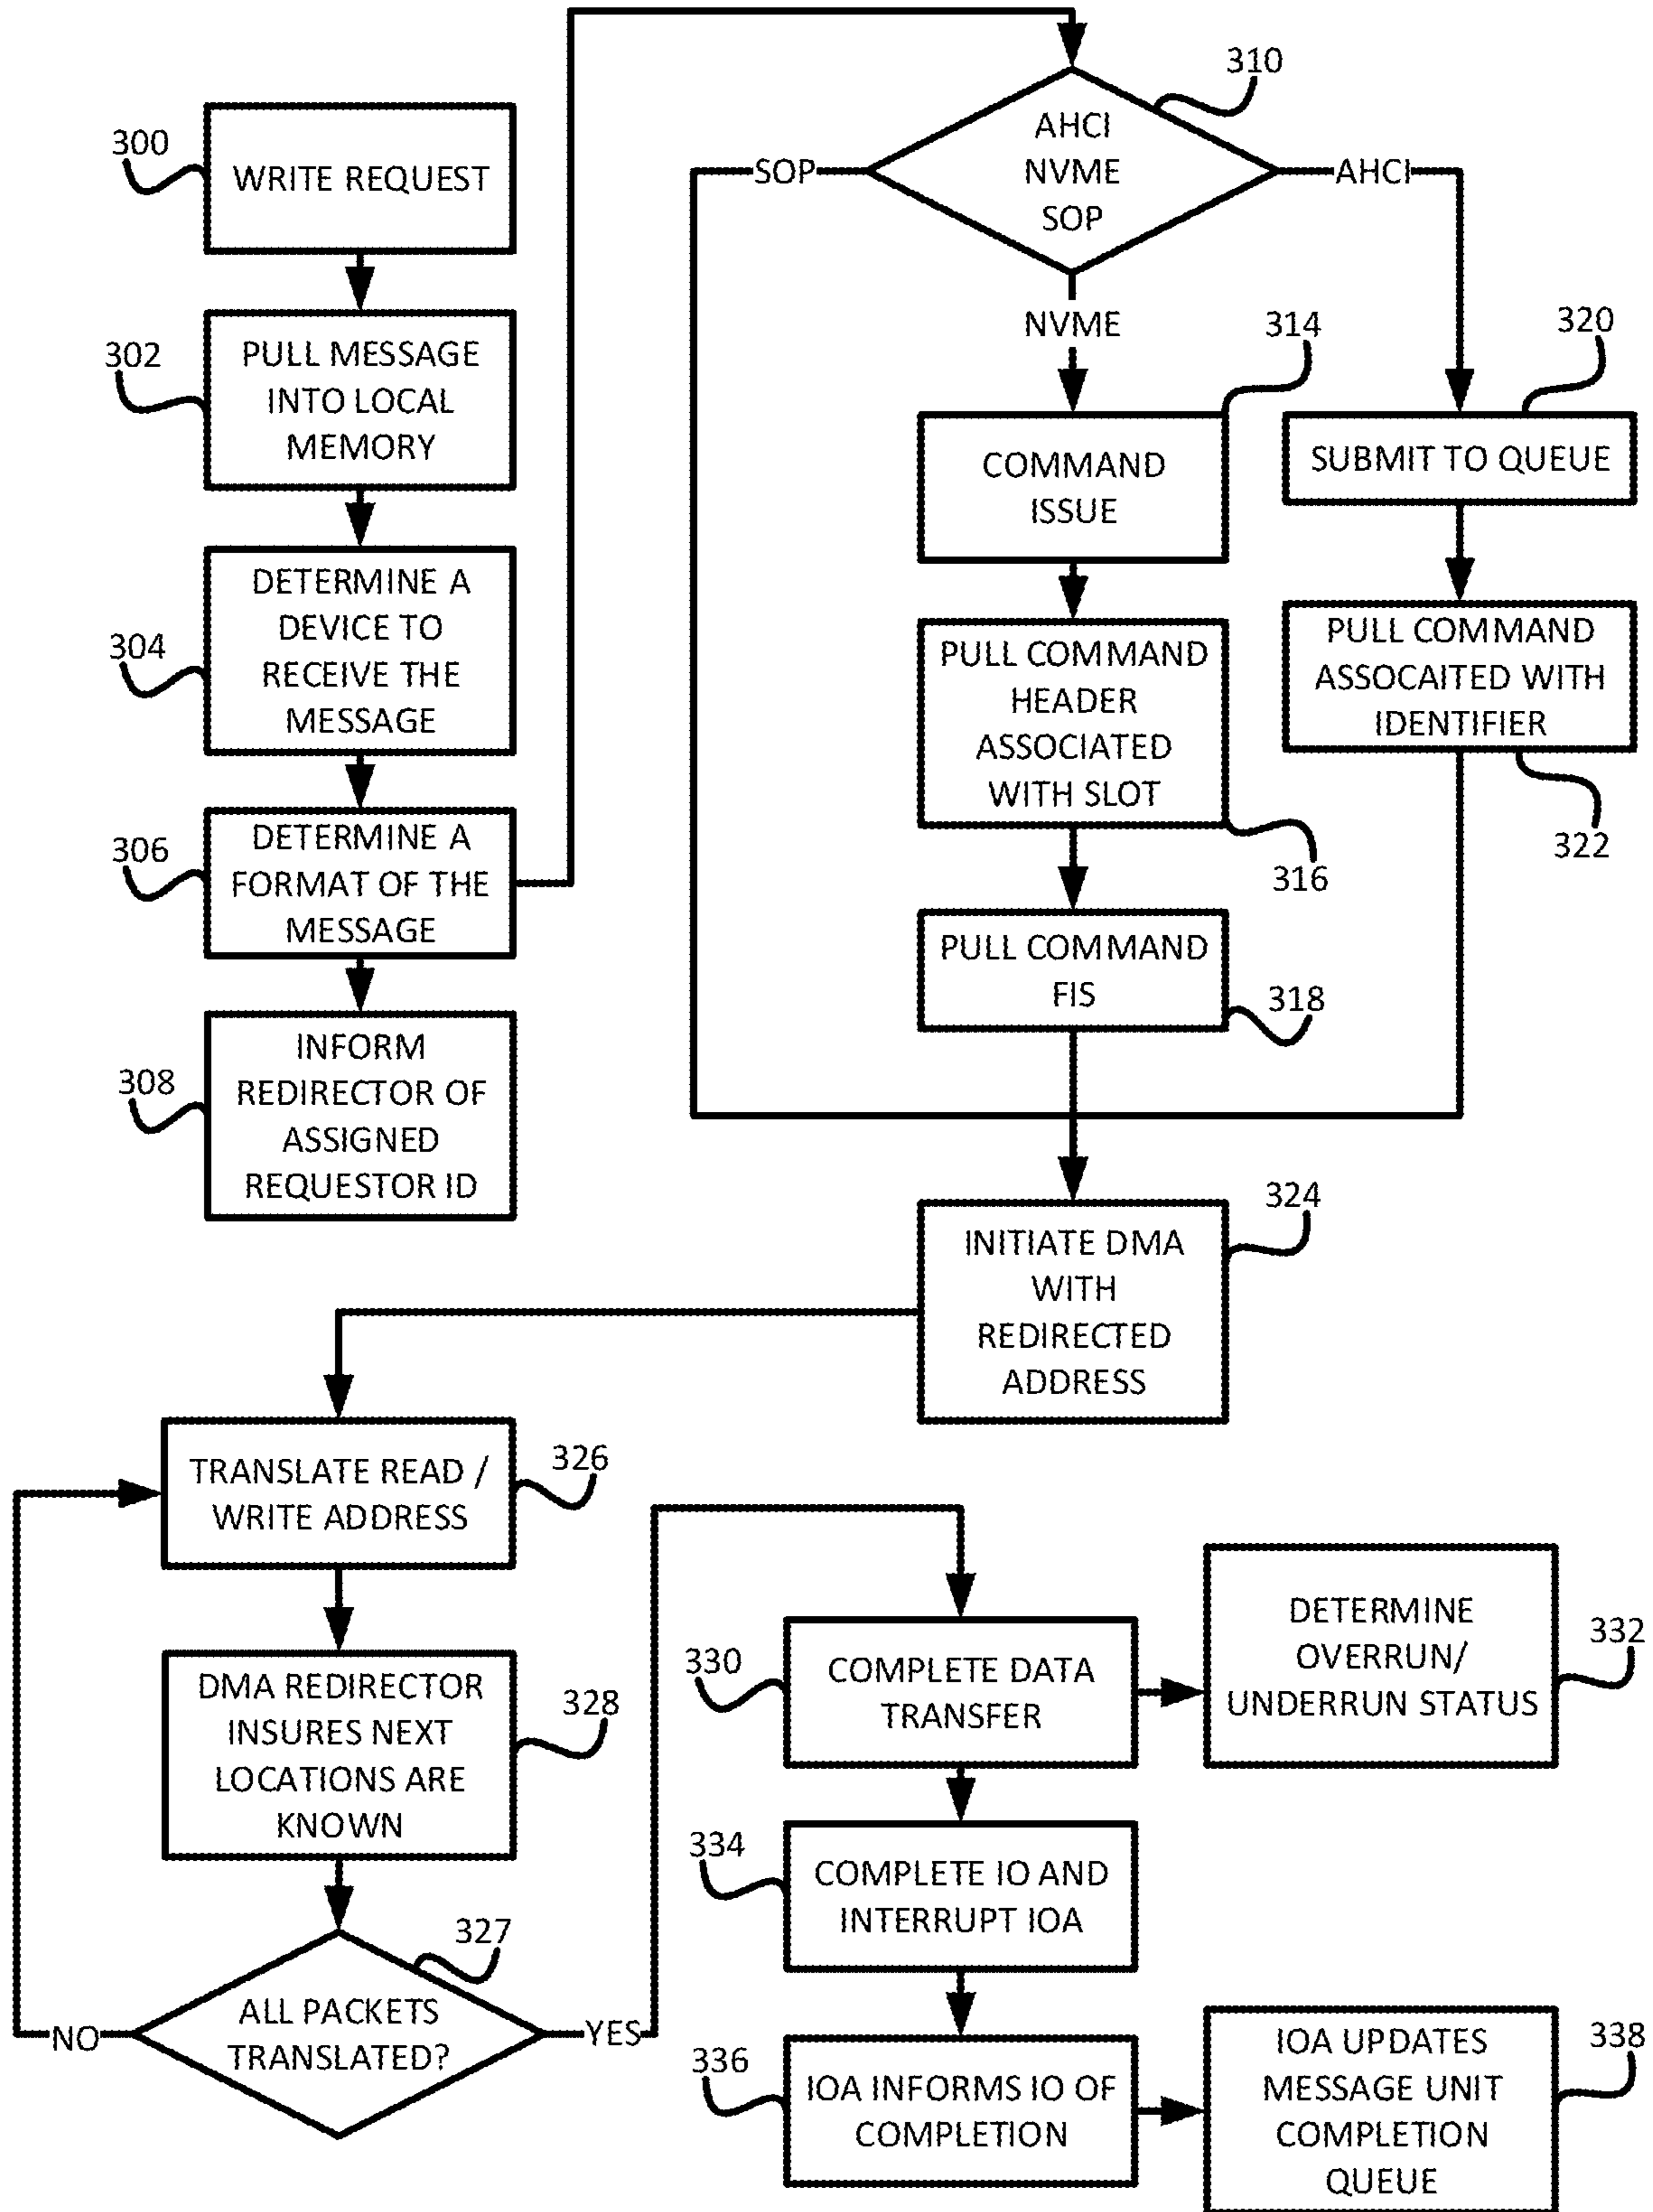 300
WRITE REQUEST
302
PULL MESSAGE
INTO LOCAL
MEMORY
304
DETERMINE A
DEVICE TO
RECEIVE THE
MESSAGE
306
DETERMINE A
FORMAT OF THE
MESSAGE
308
INFORM
REDIRECTOR OF
ASSIGNED
REQUESTOR ID
310
AHCI
NVME
SOP
SOP
AHCI
NVME
314
COMMAND
ISSUE
PULL COMMAND
HEADER
ASSOCIATED
WITH SLOT
316
PULL COMMAND
FIS
318
320
SUBMIT TO QUEUE
PULL COMMAND
ASSOCAITED WITH
IDENTIFIER
322
324
INITIATE DMA
WITH
REDIRECTED
ADDRESS
TRANSLATE READ /
WRITE ADDRESS
326
DMA REDIRECTOR
INSURES NEXT
LOCATIONS ARE
KNOWN
328
327
ALL PACKETS
TRANSLATED?
NO
YES
330
COMPLETE DATA
TRANSFER
DETERMINE
OVERRUN/
UNDERRUN STATUS
332
334
COMPLETE IO AND
INTERRUPT IOA
336
IOA INFORMS IO OF
COMPLETION
IOA UPDATES
MESSAGE UNIT
COMPLETION
QUEUE
338